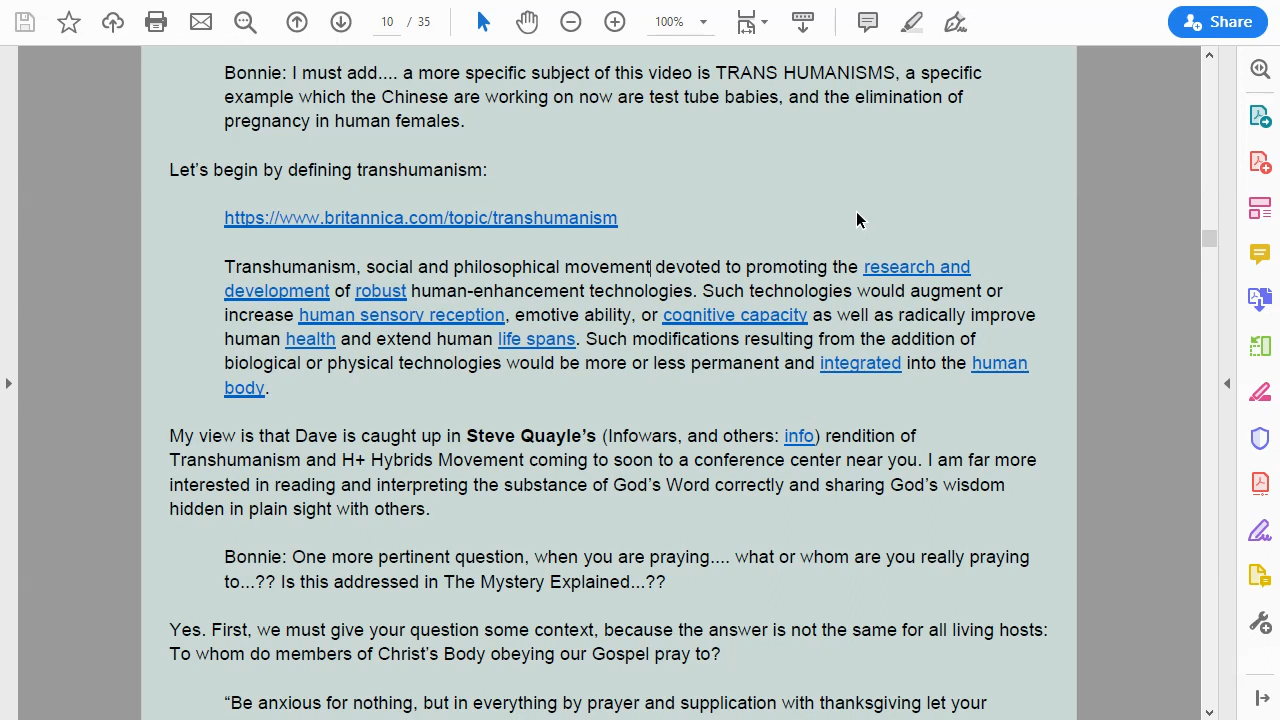 10 / 35
100%
Share
Bonnie: I must add.... a more specific subject of this video is TRANS HUMANISMS, a specific
example which the Chinese are working on now are test tube babies, and the elimination of
pregnancy in human females.
Let's begin by defining transhumanism:
https://www.britannica.com/topic/transhumanism
Transhumanism, social and philosophical movement devoted to promoting the research and
development of robust human-enhancement technologies. Such technologies would augment or
increase human sensory reception, emotive ability, or cognitive capacity as well as radically improve
human health and extend human life spans. Such modifications resulting from the addition of
biological or physical technologies would be more or less permanent and integrated into the human
body.
My view is that Dave is caught up in Steve Quayle's (Infowars, and others: info) rendition of
Transhumanism and H+ Hybrids Movement coming to soon to a conference center near you. I am far more
interested in reading and interpreting the substance of God's Word correctly and sharing God's wisdom
hidden in plain sight with others.
Bonnie: One more pertinent question, when you are praying.... what or whom are you really praying
to...?? Is this addressed in The Mystery Explained...??
Yes. First, we must give your question some context, because the answer is not the same for all living hosts:
To whom do members of Christ's Body obeying our Gospel pray to?
“Be anxious for nothing, but in everything by prayer and supplication with thanksgiving let your